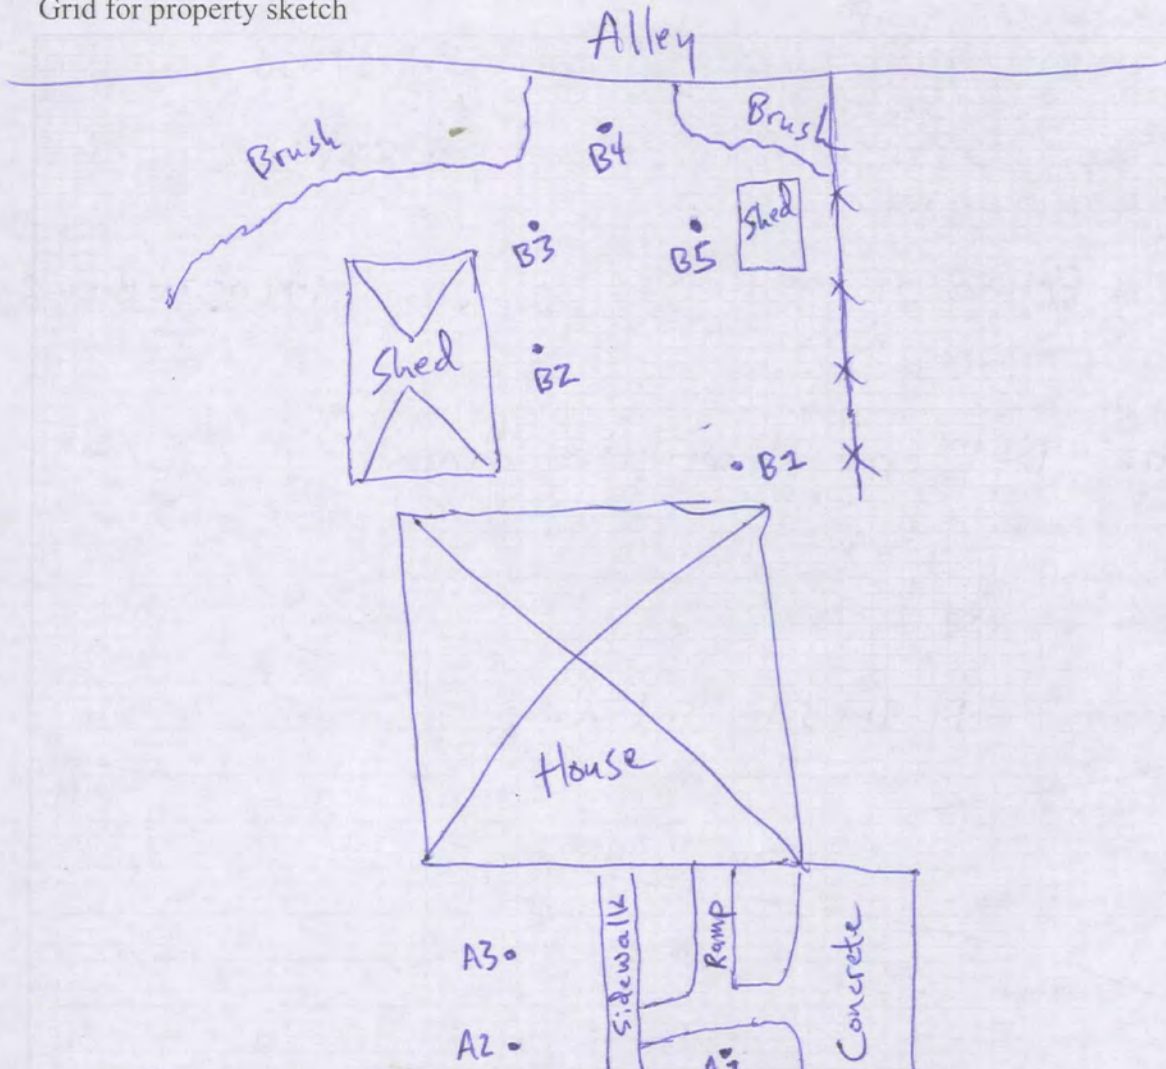 Grid for property sketch
Alley
Brush
Brush
B4
Shed
B3
B5
Shed
B2
B1
House
Sidewalk
Ramp
Concrete
A3
A2